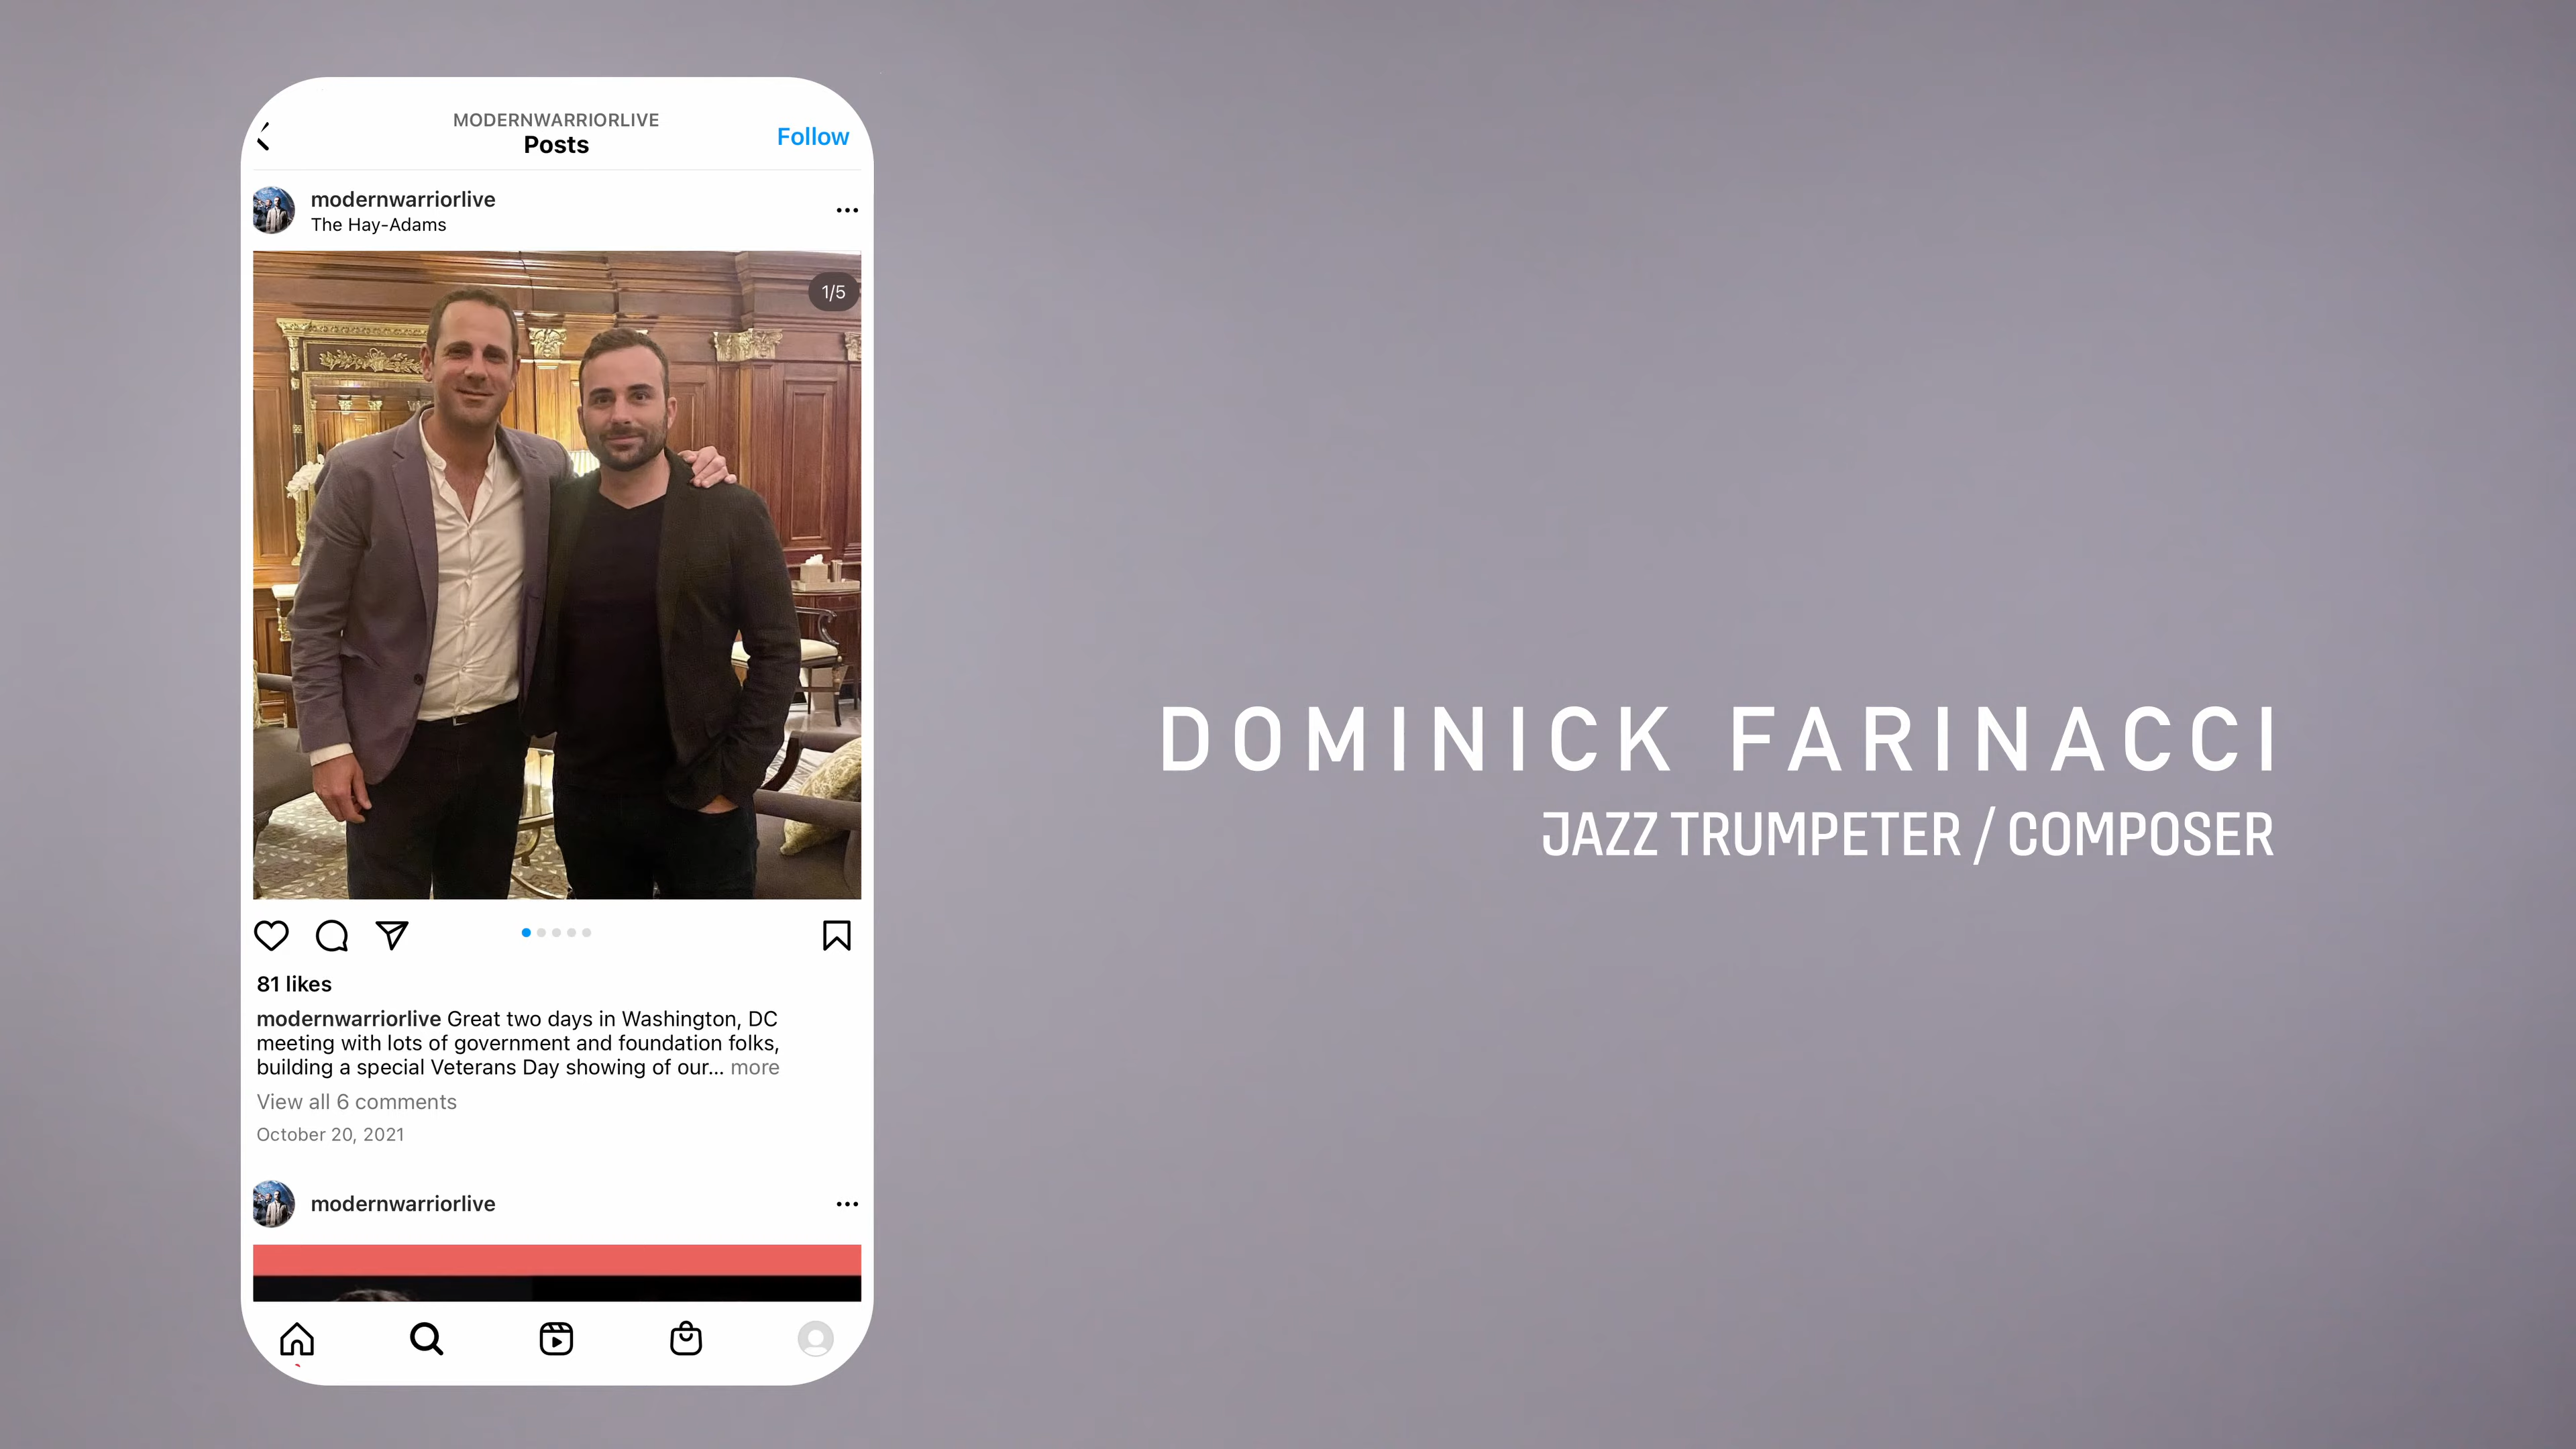 MODERNWARRIORLIVE
Posts
Follow
modernwarriorlive
The Hay-Adams
1/5
81 likes
modernwarriorlive Great two days in Washington, DC
meeting with lots of government and foundation folks,
building a special Veterans Day showing of our... more
View all 6 comments
October 20, 2021
modernwarriorlive
DOMINICK FARINACCI
JAZZ TRUMPETER / COMPOSER